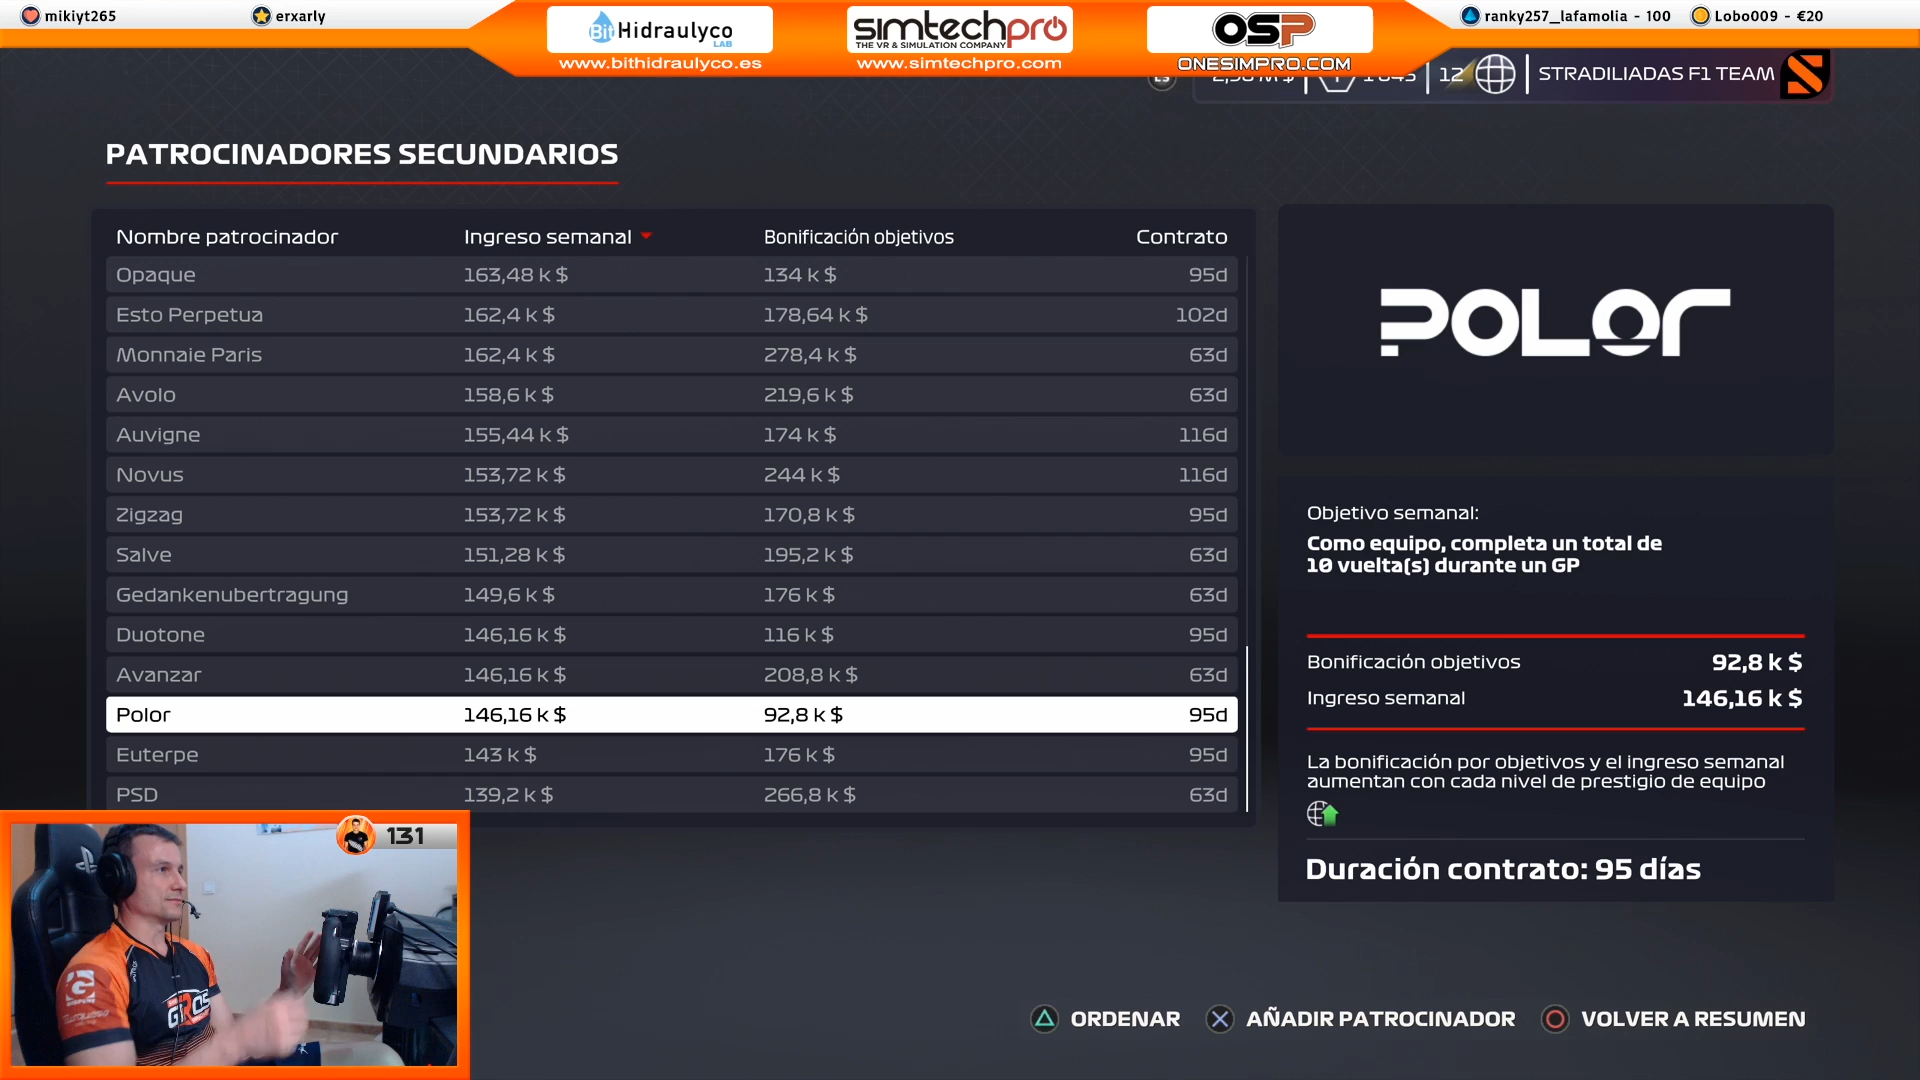 mikiyt265
erxarly
BitHidraulyco
LAB
www.bithidraulyco.es
simtechpro
THE VR & SIMULATION COMPANY
www.simtechpro.com
OSP
ONESIMPRO.COM
ranky257_lafamolia - 100
Lobo009 - €20
12
STRADILIADAS F1 TEAM
PATROCINADORES SECUNDARIOS
Nombre patrocinador Ingreso semanal Bonificación objetivos Contrato
Opaque 163,48 k $ 134 k $ 95d
Esto Perpetua 162,4 k $ 178,64 k $ 102d
Monnaie Paris 162,4 k $ 278,4 k $ 63d
Avolo 158,6 k $ 219,6 k $ 63d
Auvigne 155,44 k $ 174 k $ 116d
Novus 153,72 k $ 244 k $ 116d
Zigzag 153,72 k $ 170,8 k $ 95d
Salve 151,28 k $ 195,2 k $ 63d
Gedankenubertragung 149,6 k $ 176 k $ 63d
Duotone 146,16 k $ 116 k $ 95d
Avanzar 146,16 k $ 208,8 k $ 63d
Polor 146,16 k $ 92,8 k $ 95d
Euterpe 143 k $ 176 k $ 95d
PSD 139,2 k $ 266,8 k $ 63d
POLOR
Objetivo semanal:
Como equipo, completa un total de
10 vuelta(s) durante un GP
Bonificación objetivos 92,8 k $
Ingreso semanal 146,16 k $
La bonificación por objetivos y el ingreso semanal
aumentan con cada nivel de prestigio de equipo
Duración contrato: 95 días
131
ORDENAR
AÑADIR PATROCINADOR
VOLVER A RESUMEN